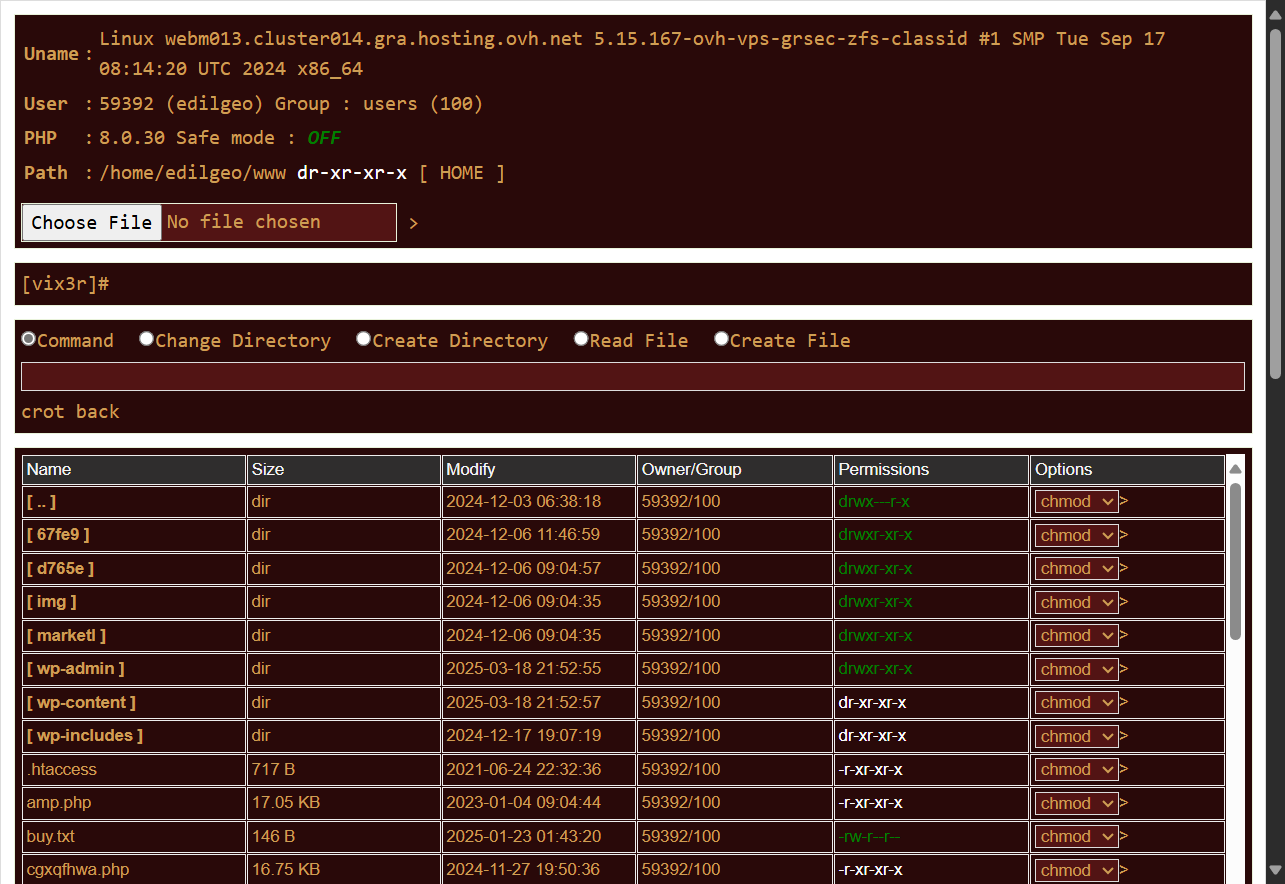 Uname : Linux webm013.cluster014.gra.hosting.ovh.net 5.15.167-ovh-vps-grsec-zfs-classid #1 SMP Tue Sep 17
08:14:20 UTC 2024 x86_64
User : 59392 (edilgeo) Group : users (100)
PHP : 8.0.30 Safe mode : OFF
Path : /home/edilgeo/www dr-xr-xr-x [ HOME ]
Choose File No file chosen >
[vix3r]#
Command Change Directory Create Directory Read File Create File
crot back
Name Size Modify Owner/Group Permissions Options
[ .. ] dir 2024-12-03 06:38:18 59392/100 drwx---r-x chmod >
[ 67fe9 ] dir 2024-12-06 11:46:59 59392/100 drwxr-xr-x chmod >
[ d765e ] dir 2024-12-06 09:04:57 59392/100 drwxr-xr-x chmod >
[ img ] dir 2024-12-06 09:04:35 59392/100 drwxr-xr-x chmod >
[ marketl ] dir 2024-12-06 09:04:35 59392/100 drwxr-xr-x chmod >
[ wp-admin ] dir 2025-03-18 21:52:55 59392/100 drwxr-xr-x chmod >
[ wp-content ] dir 2025-03-18 21:52:57 59392/100 dr-xr-xr-x chmod >
[ wp-includes ] dir 2024-12-17 19:07:19 59392/100 dr-xr-xr-x chmod >
.htaccess 717 B 2021-06-24 22:32:36 59392/100 -r-xr-xr-x chmod >
amp.php 17.05 KB 2023-01-04 09:04:44 59392/100 -r-xr-xr-x chmod >
buy.txt 146 B 2025-01-23 01:43:20 59392/100 -rw-r--r-- chmod >
cgxqfhwa.php 16.75 KB 2024-11-27 19:50:36 59392/100 -r-xr-xr-x chmod >